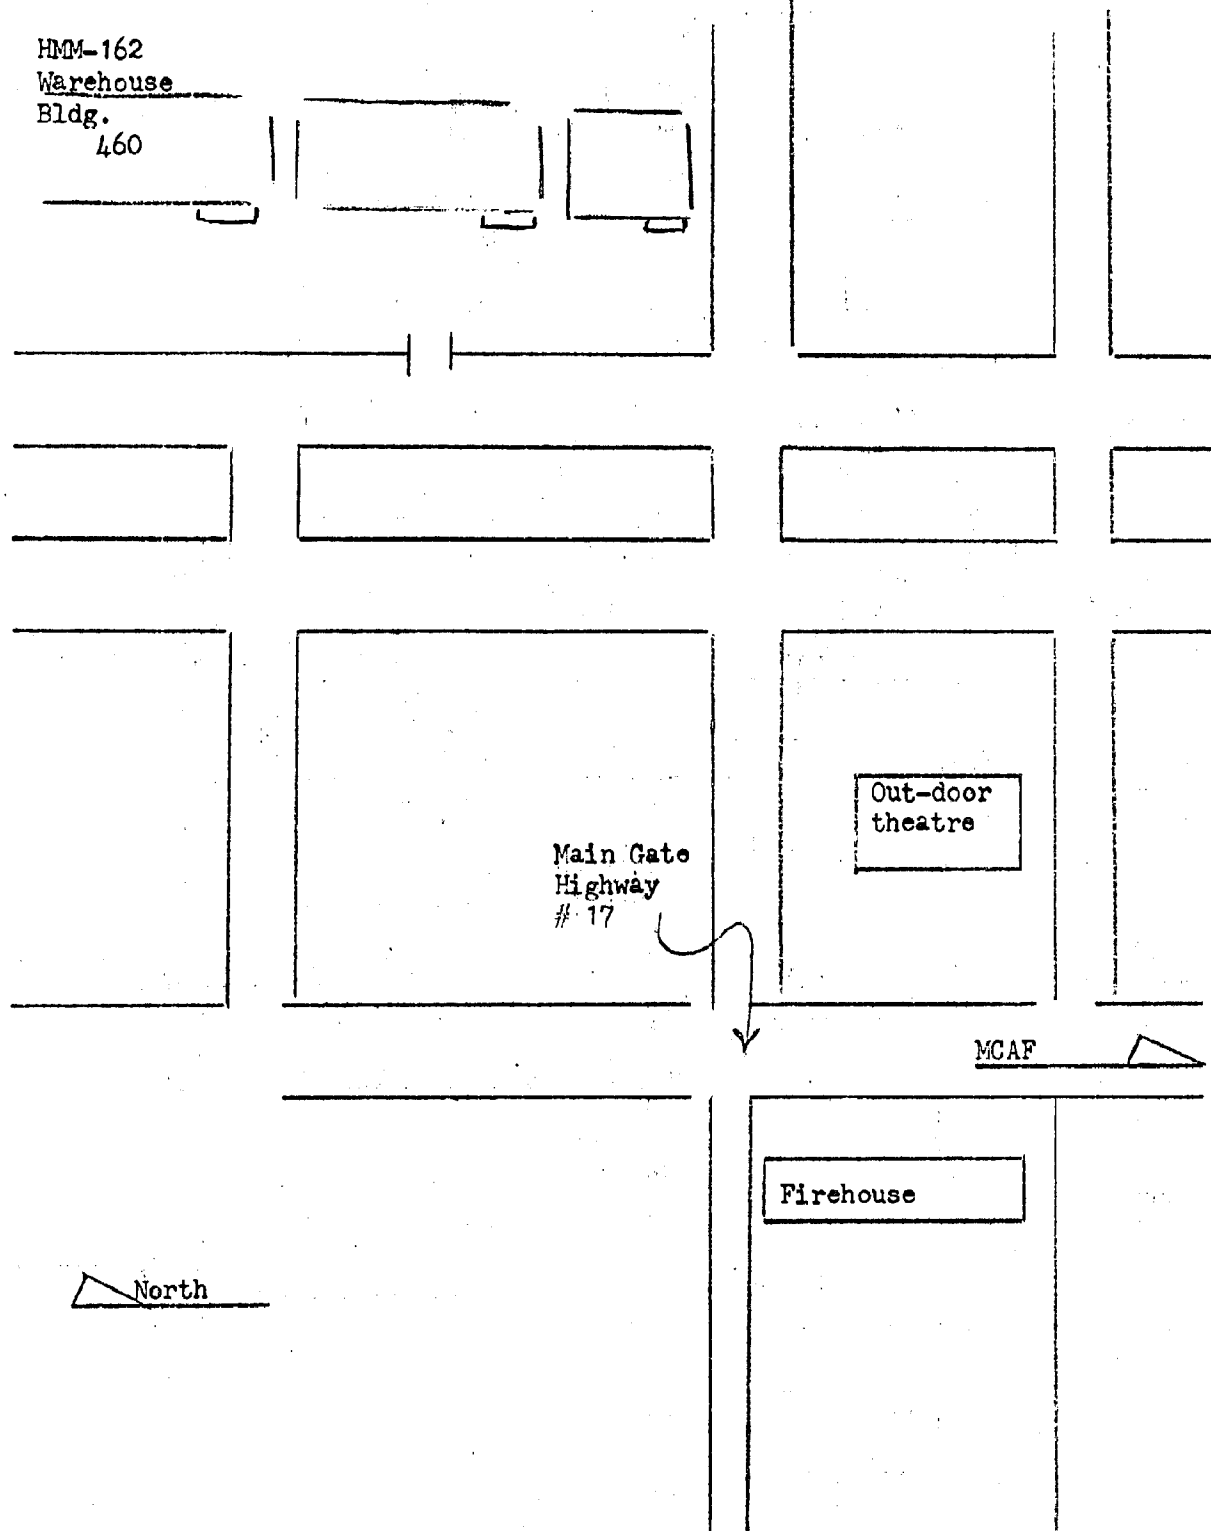 HMM-162
Warehouse
Bldg.
460
Out-door
theatre
Main Gate
Highway
# 17
MCAF
Firehouse
North